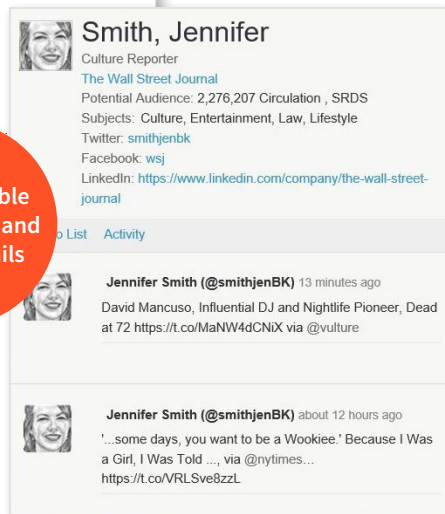 Smith, Jennifer
Culture Reporter
The Wall Street Journal
Potential Audience: 2,276,207 Circulation , SRDS
Subjects: Culture, Entertainment, Law, Lifestyle
Twitter: smithjenbk
Facebook: wsj
LinkedIn: https://www.linkedin.com/company/the-wall-street-
journal
and
List Activity
Jennifer Smith (@smithjenBK) 13 minutes ago
David Mancuso, Influential DJ and Nightlife Pioneer, Dead
at 72 https://t.co/MaNW4dCNiX via @vulture
Jennifer Smith (@smithjenBK) about 12 hours ago
'...some days, you want to be a Wookiee.' Because I Was
a Girl, I Was Told ..., via @nytimes...
https://t.co/VRLSve8zzL